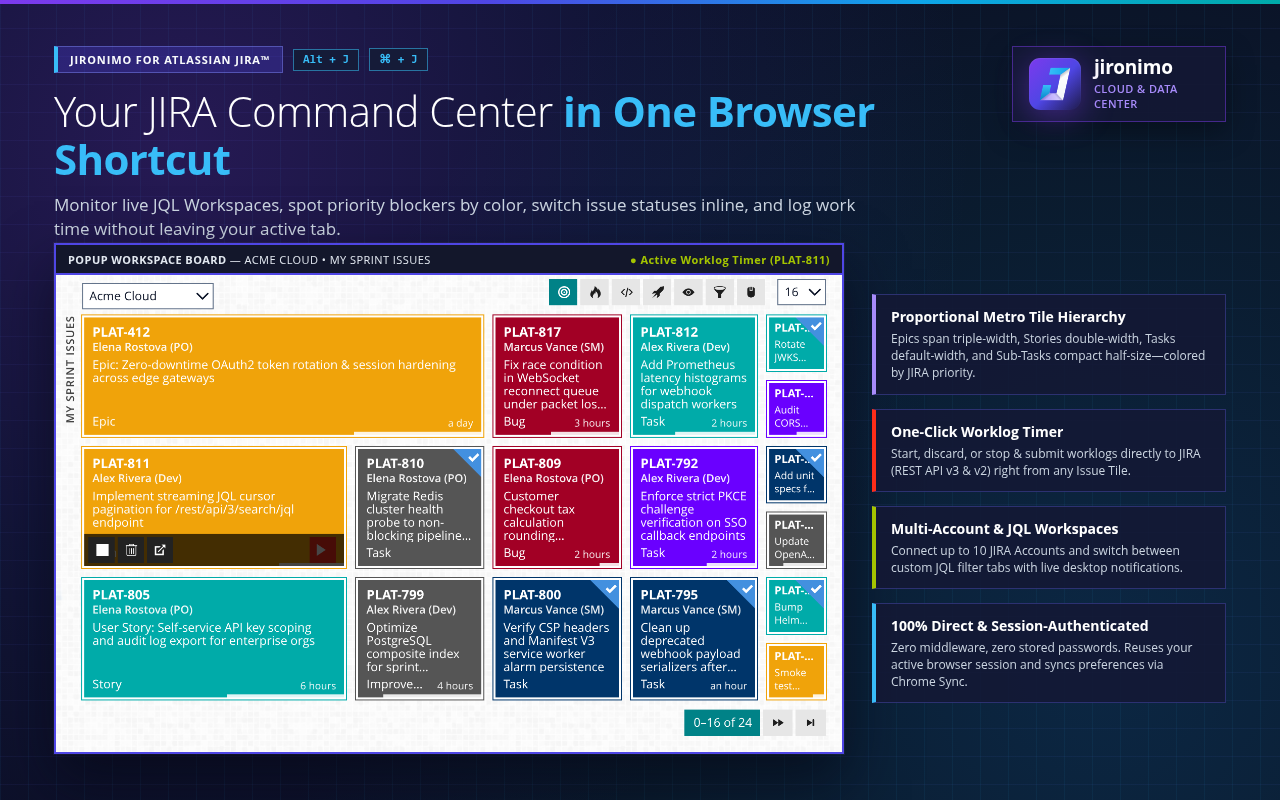 JIRONIMO FOR ATLASSIAN JIRA™
Alt + J
⌘ + J
jironimo
CLOUD & DATA
CENTER
Your JIRA Command Center in One Browser
Shortcut
Monitor live JQL Workspaces, spot priority blockers by color, switch issue statuses inline, and log work
time without leaving your active tab.
POPUP WORKSPACE BOARD — ACME CLOUD • MY SPRINT ISSUES
● Active Worklog Timer (PLAT-811)
Acme Cloud
16
MY SPRINT ISSUES
PLAT-412
Elena Rostova (PO)
Epic: Zero-downtime OAuth2 token rotation & session hardening
across edge gateways
Epic
a day
PLAT-817
Marcus Vance (SM)
Fix race condition
in WebSocket
reconnect queue
under packet los...
Bug
3 hours
PLAT-812
Alex Rivera (Dev)
Add Prometheus
latency histograms
for webhook
dispatch workers
Task
2 hours
PLAT-...
Rotate
JWKS...
PLAT-...
Audit
CORS...
PLAT-811
Alex Rivera (Dev)
Implement streaming JQL cursor
pagination for /rest/api/3/search/jql
endpoint
PLAT-810
Elena Rostova (PO)
Migrate Redis
cluster health
probe to non-
blocking pipeline...
Task
PLAT-809
Elena Rostova (PO)
Customer
checkout tax
calculation
rounding...
Bug
2 hours
PLAT-792
Alex Rivera (Dev)
Enforce strict PKCE
challenge
verification on SSO
callback endpoints
Task
2 hours
PLAT-...
Add unit
specs f...
PLAT-...
Update
OpenA...
PLAT-805
Elena Rostova (PO)
User Story: Self-service API key scoping
and audit log export for enterprise orgs
Story
6 hours
PLAT-799
Alex Rivera (Dev)
Optimize
PostgreSQL
composite index
for sprint...
Improve...
4 hours
PLAT-800
Marcus Vance (SM)
Verify CSP headers
and Manifest V3
service worker
alarm persistence
Task
PLAT-795
Marcus Vance (SM)
Clean up
deprecated
webhook payload
serializers after...
Task
an hour
PLAT-...
Bump
Helm...
PLAT-...
Smoke
test...
0–16 of 24
Proportional Metro Tile Hierarchy
Epics span triple-width, Stories double-width, Tasks
default-width, and Sub-Tasks compact half-size—colored
by JIRA priority.
One-Click Worklog Timer
Start, discard, or stop & submit worklogs directly to JIRA
(REST API v3 & v2) right from any Issue Tile.
Multi-Account & JQL Workspaces
Connect up to 10 JIRA Accounts and switch between
custom JQL filter tabs with live desktop notifications.
100% Direct & Session-Authenticated
Zero middleware, zero stored passwords. Reuses your
active browser session and syncs preferences via
Chrome Sync.